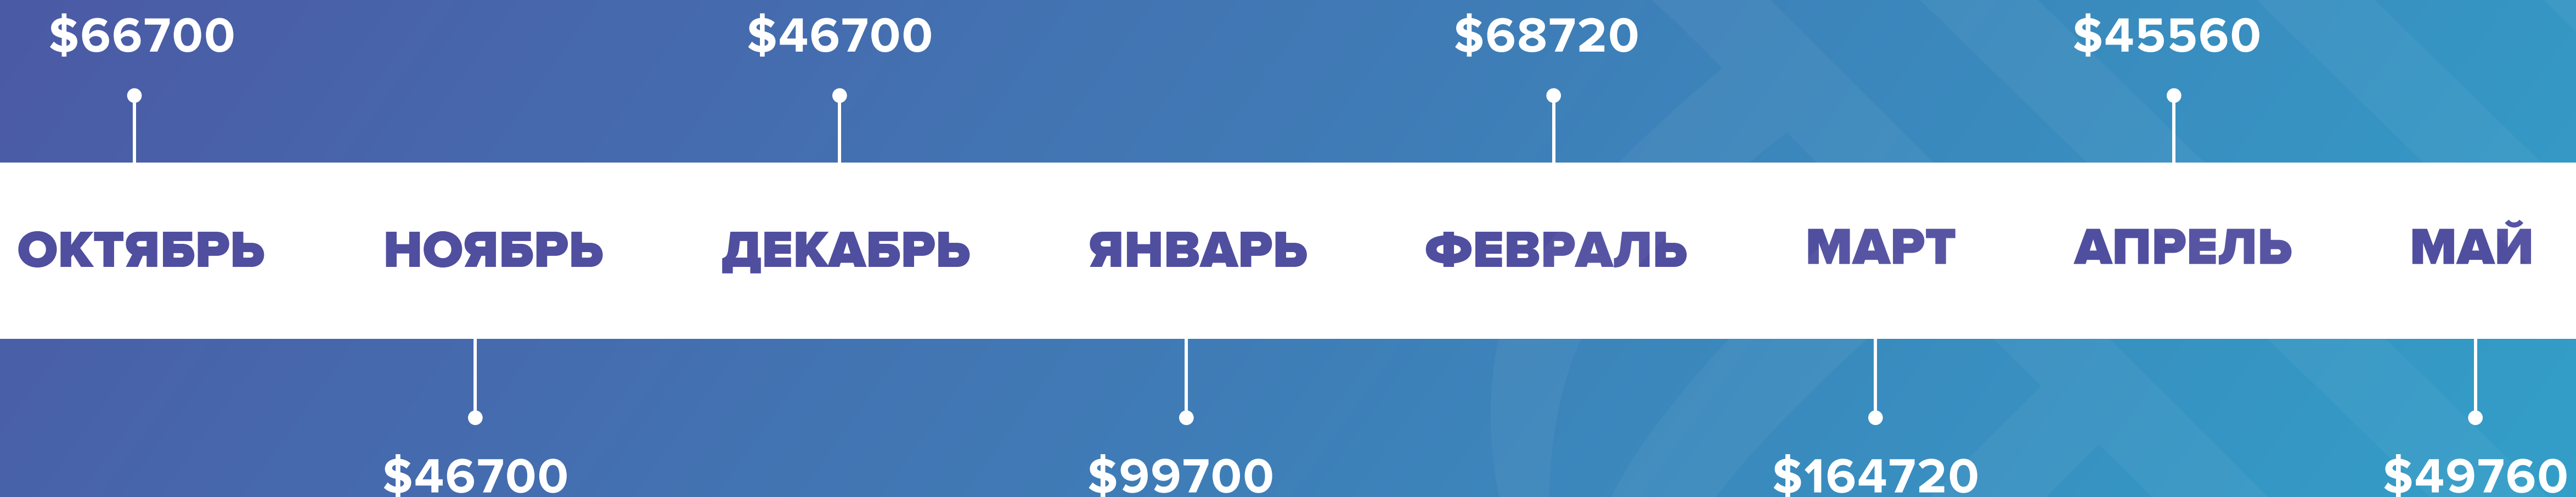 $66700
$46700
$68720
$45560
ОКТЯБРЬ
НОЯБРЬ
ДЕКАБРЬ
ЯНВАРЬ
ФЕВРАЛЬ
МАРТ
АПРЕЛЬ
МАЙ
$46700
$99700
$164720
$49760